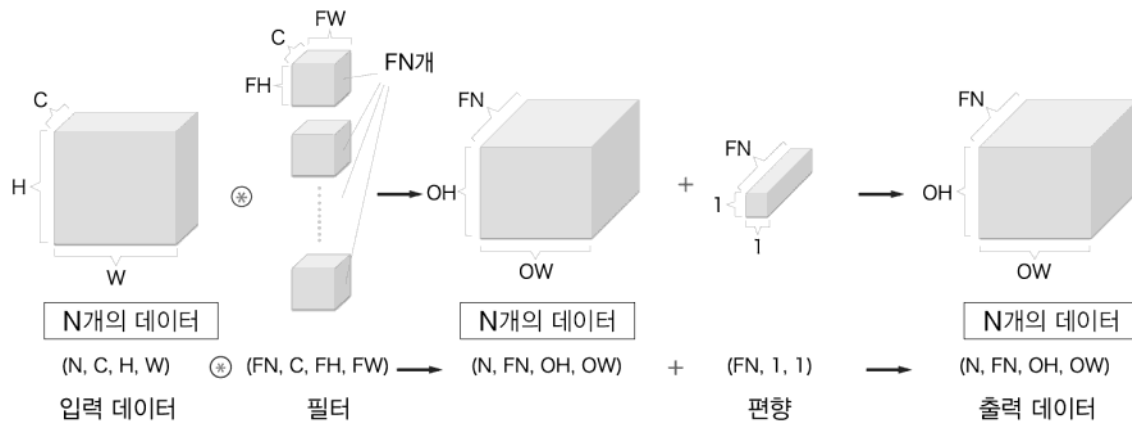 FW
C
FN개
FH
C
H
W
⊛
FN
OH
OW
+
FN
1
1
FN
OH
OW
N개의 데이터
N개의 데이터
N개의 데이터
(N, C, H, W) ⊛ (FN, C, FH, FW) → (N, FN, OH, OW) + (FN, 1, 1) → (N, FN, OH, OW)
입력 데이터 필터 편향 출력 데이터